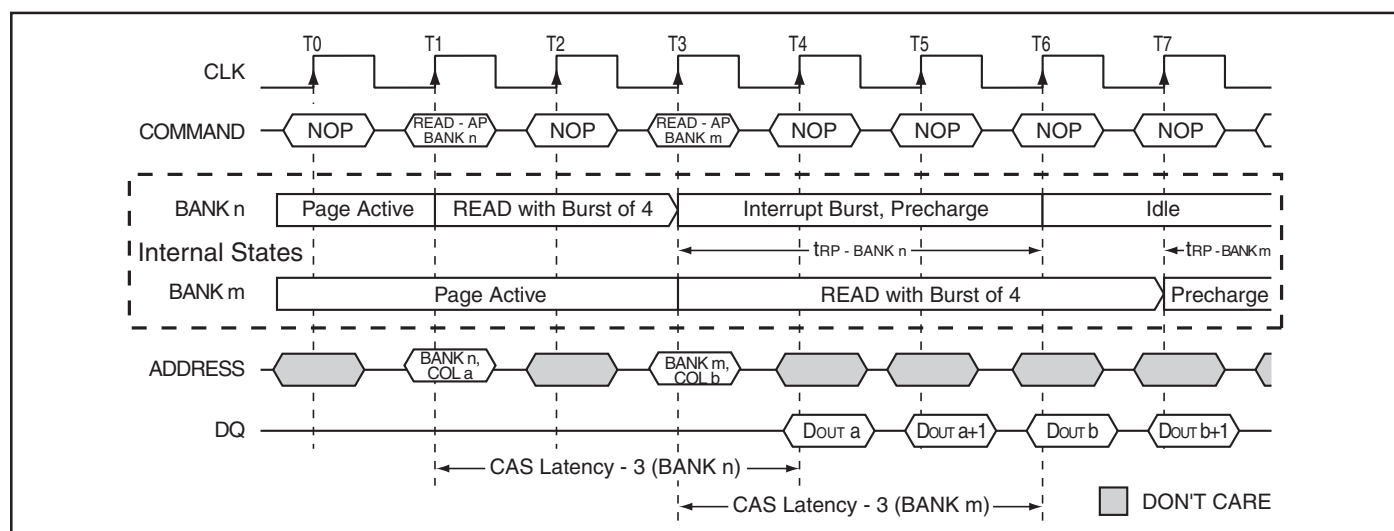 T0 T1 T2 T3 T4 T5 T6 T7
CLK
COMMAND NOP READ - AP BANK n NOP READ - AP BANK m NOP NOP NOP NOP
BANK n Page Active READ with Burst of 4 Interrupt Burst, Precharge Idle
Internal States tRP - BANK n tRP - BANK m
BANK m Page Active READ with Burst of 4 Precharge
ADDRESS BANK n, COL a BANK m, COL b
DQ DOUT a DOUT a+1 DOUT b DOUT b+1
CAS Latency - 3 (BANK n)
CAS Latency - 3 (BANK m)
DON'T CARE